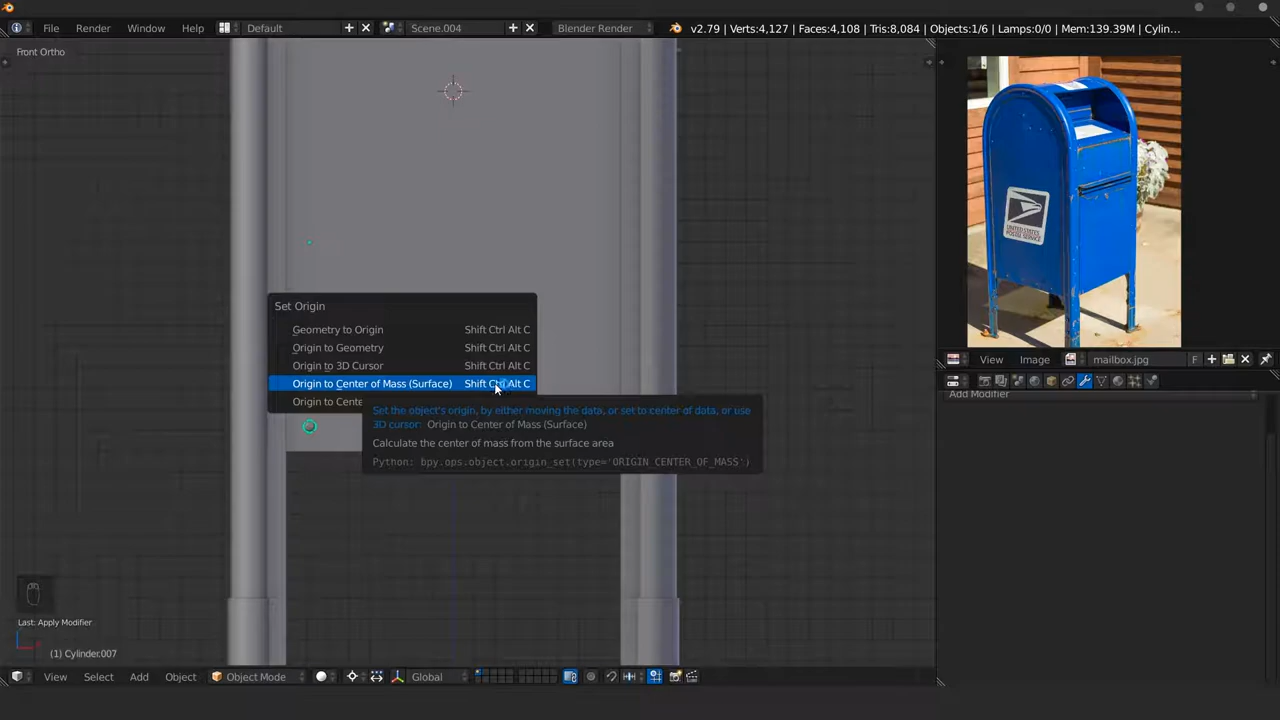 File Render Window Help Default Scene.004 Blender Render v2.79 | Verts:4,127 | Faces:4,108 | Tris:8,084 | Objects:1/6 | Lamps:0/0 | Mem:139.39M | Cylin...
Front Ortho
UNITED STATES
POSTAL SERVICE
Set Origin
Geometry to Origin Shift Ctrl Alt C
Origin to Geometry Shift Ctrl Alt C
Origin to 3D Cursor Shift Ctrl Alt C
Origin to Center of Mass (Surface) Shift Ctrl Alt C
Origin to Cente
Set the object's origin, by either moving the data, or set to center of data, or use
3D cursor: Origin to Center of Mass (Surface)
Calculate the center of mass from the surface area
Python: bpy.ops.object.origin_set(type='ORIGIN_CENTER_OF_MASS')
View Image mailbox.jpg F
Add Modifier
Last: Apply Modifier
(1) Cylinder.007
View Select Add Object Object Mode Global